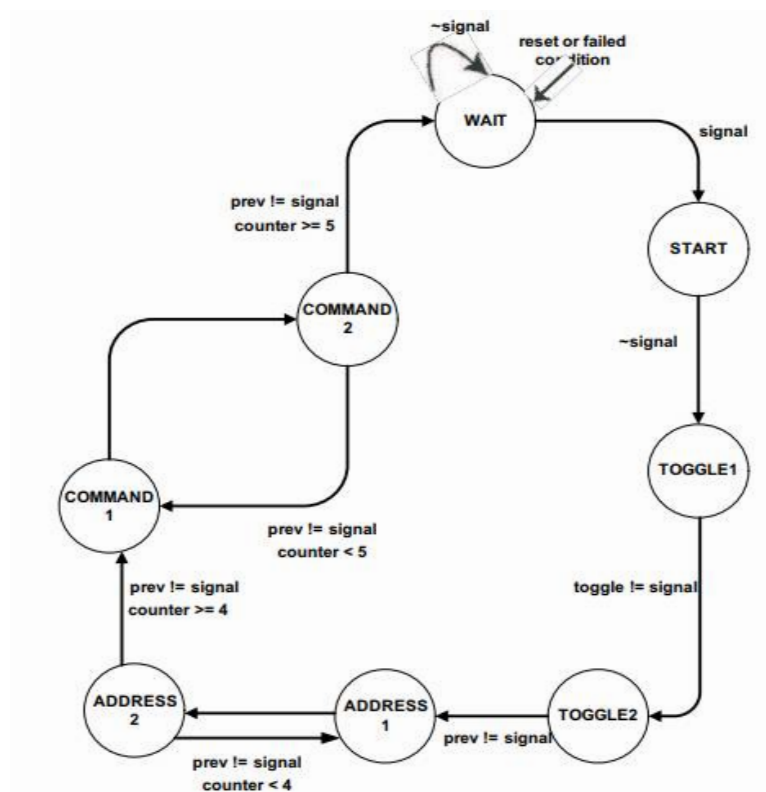 ~signal
reset or failed
condition
WAIT
signal
prev != signal
counter >= 5
START
COMMAND
2
~signal
TOGGLE1
COMMAND
1
prev != signal
counter < 5
toggle != signal
prev != signal
counter >= 4
ADDRESS
2
ADDRESS
1
TOGGLE2
prev != signal
prev != signal
counter < 4